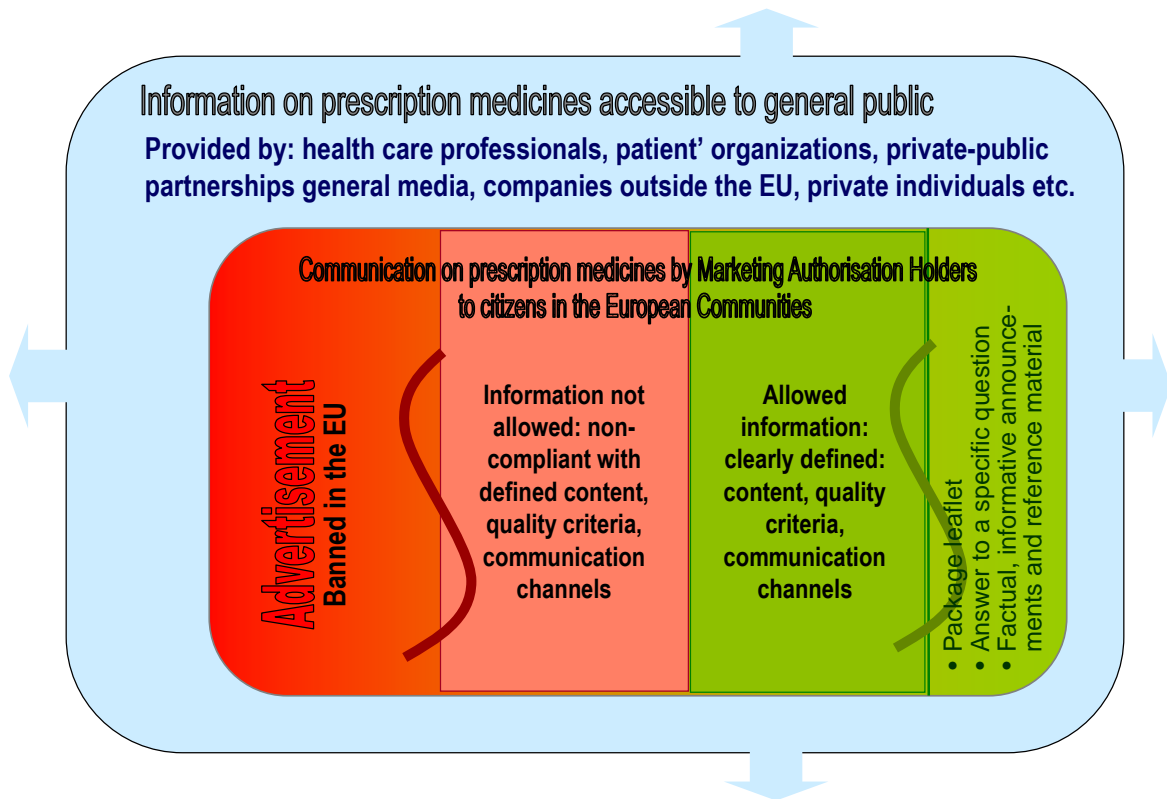 Information on prescription medicines accessible to general public
Provided by: health care professionals, patient’ organizations, private-public
partnerships general media, companies outside the EU, private individuals etc.
Communication on prescription medicines by Marketing Authorisation Holders
to citizens in the European Communities
Advertisement
Banned in the EU
Information not
allowed: non-
compliant with
defined content,
quality criteria,
communication
channels
Allowed
information:
clearly defined:
content, quality
criteria,
communication
channels
• Package leaflet
• Answer to a specific question
• Factual, informative announce-
ments and reference material